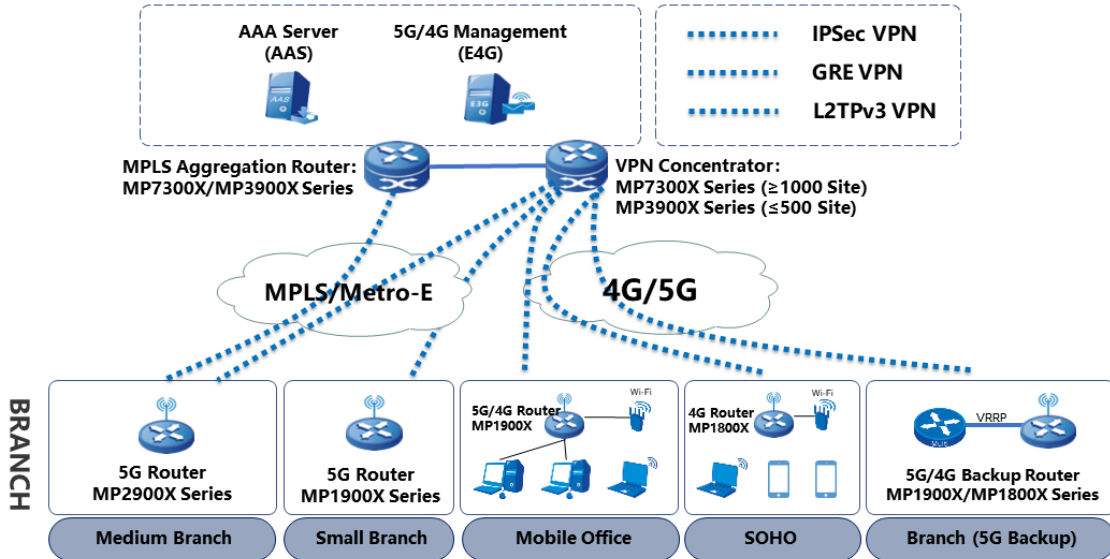 AAA Server
(AAS)
5G/4G Management
(E4G)
AAS
E3G
IPSec VPN
GRE VPN
L2TPv3 VPN
MPLS Aggregation Router:
MP7300X/MP3900X Series
VPN Concentrator:
MP7300X Series (≥1000 Site)
MP3900X Series (≤500 Site)
MPLS/Metro-E
4G/5G
BRANCH
5G Router
MP2900X Series
Medium Branch
5G Router
MP1900X Series
Small Branch
5G/4G Router
MP1900X
Wi-Fi
Mobile Office
4G Router
MP1800X
Wi-Fi
SOHO
VRRP
5G/4G Backup Router
MP1900X/MP1800X Series
Branch (5G Backup)